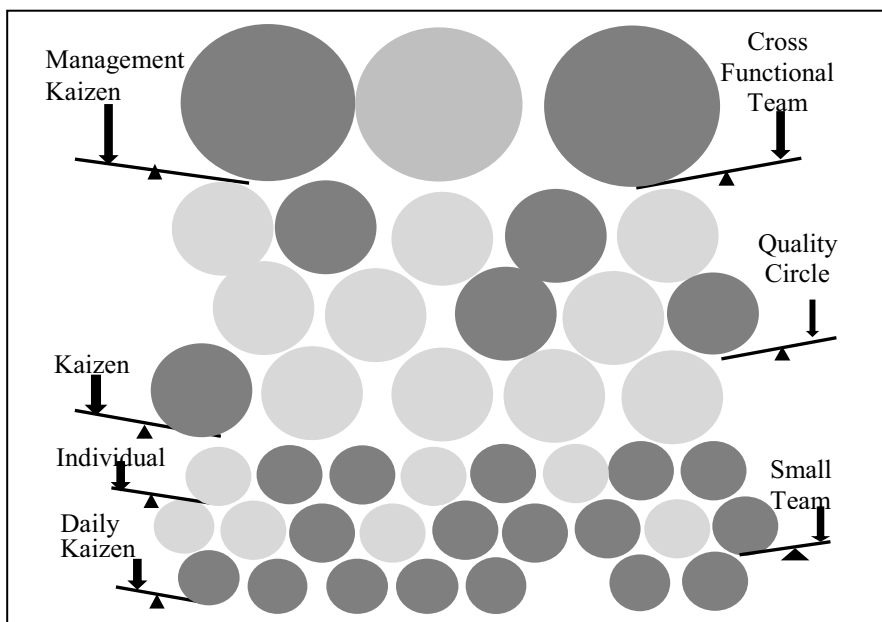 Management
Kaizen
Cross
Functional
Team
Quality
Circle
Kaizen
Individual
Small
Team
Daily
Kaizen